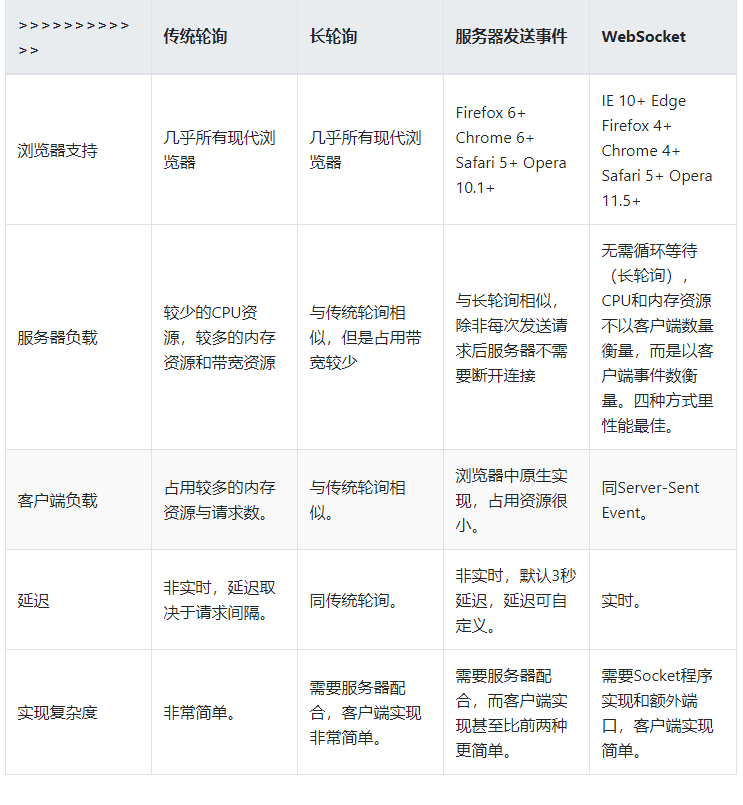 > > > > > > > > > >
> >
传统轮询
长轮询
服务器发送事件
WebSocket
浏览器支持
几乎所有现代浏
览器
几乎所有现代浏
览器
Firefox 6+
Chrome 6+
Safari 5+ Opera
10.1+
IE 10+ Edge
Firefox 4+
Chrome 4+
Safari 5+ Opera
11.5+
服务器负载
较少的CPU资
源，较多的内存
资源和带宽资源
与传统轮询相
似，但是占用带
宽较少
与长轮询相似，
除非每次发送请
求后服务器不需
要断开连接
无需循环等待
（长轮询），
CPU和内存资源
不以客户端数量
衡量，而是以客
户端事件数衡
量。四种方式里
性能最佳。
客户端负载
占用较多的内存
资源与请求数。
与传统轮询相
似。
浏览器中原生实
现，占用资源很
小。
同Server-Sent
Event。
延迟
非实时，延迟取
决于请求间隔。
同传统轮询。
非实时，默认3秒
延迟，延迟可自
定义。
实时。
实现复杂度
非常简单。
需要服务器配
合，客户端实现
非常简单。
需要服务器配
合，而客户端实
现甚至比前两种
更简单。
需要Socket程序
实现和额外端
口，客户端实现
简单。